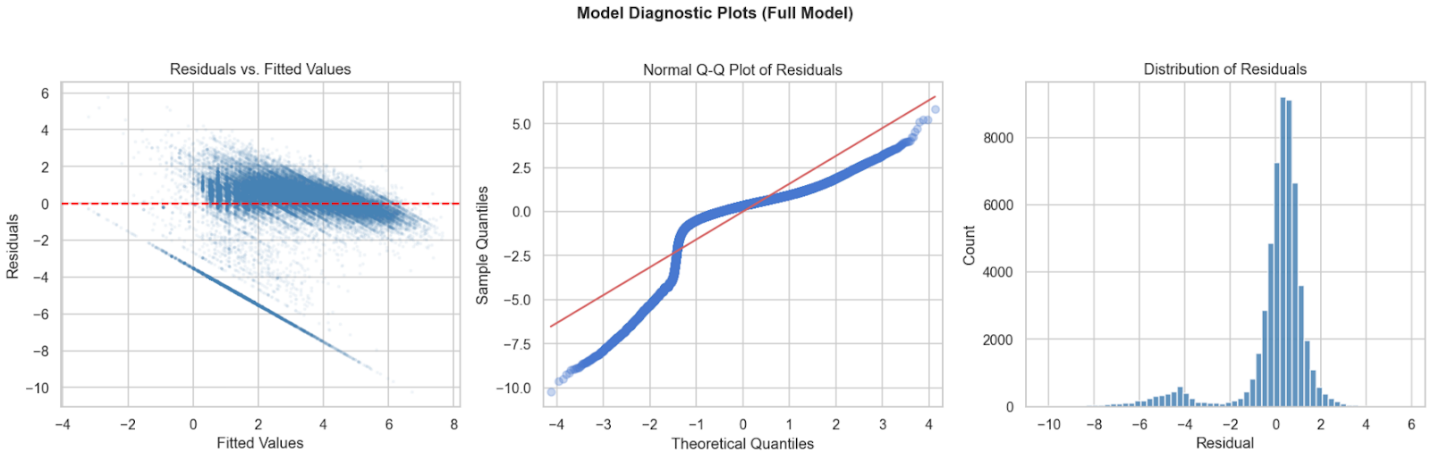 Model Diagnostic Plots (Full Model)
Residuals vs. Fitted Values
6
4
2
0
−2
−4
−6
−8
−10
Residuals
−4 −2 0 2 4 6 8
Fitted Values
Normal Q-Q Plot of Residuals
5.0
2.5
0.0
−2.5
−5.0
−7.5
−10.0
Sample Quantiles
−4 −3 −2 −1 0 1 2 3 4
Theoretical Quantiles
Distribution of Residuals
8000
6000
4000
2000
0
Count
−10 −8 −6 −4 −2 0 2 4 6
Residual